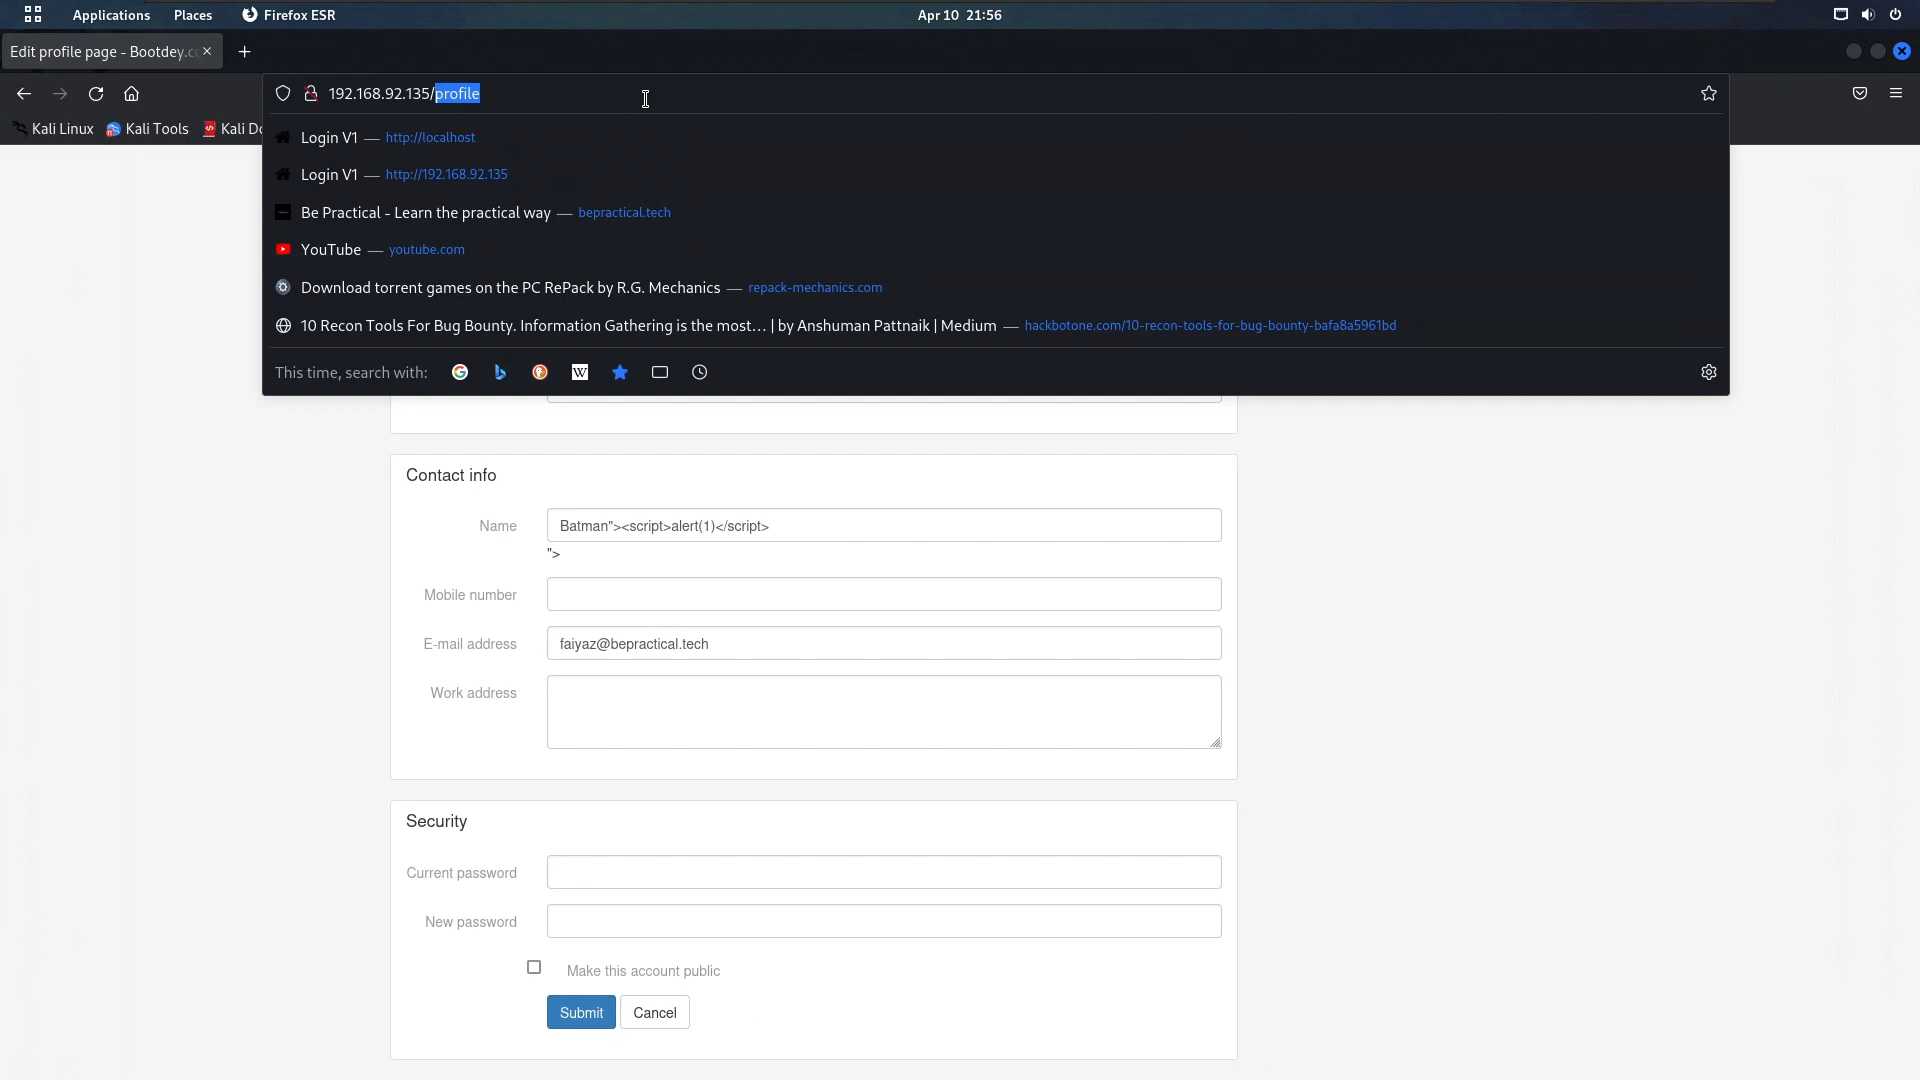 Applications Places Firefox ESR Apr 10 21:56
Edit profile page - Bootdey.c
192.168.92.135/profile
Kali Linux Kali Tools Kali Do
Login V1 — http://localhost
Login V1 — http://192.168.92.135
Be Practical - Learn the practical way — bepractical.tech
YouTube — youtube.com
Download torrent games on the PC RePack by R.G. Mechanics — repack-mechanics.com
10 Recon Tools For Bug Bounty. Information Gathering is the most... | by Anshuman Pattnaik | Medium — hackbotone.com/10-recon-tools-for-bug-bounty-bafa8a5961bd
This time, search with: W
Contact info
Name Batman"><script>alert(1)</script>
">
Mobile number
E-mail address faiyaz@bepractical.tech
Work address
Security
Current password
New password
Make this account public
Submit Cancel